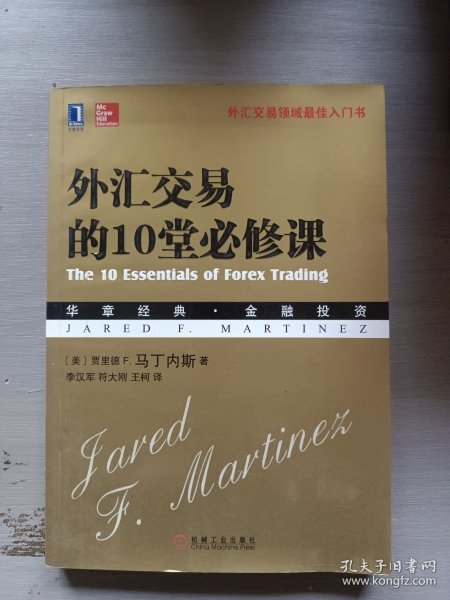 Mc
Graw
Hill
Education
外汇交易领域最佳入门书
外汇交易
的10堂必修课
The 10 Essentials of Forex Trading
华章经典·金融投资
JARED F. MARTINEZ
［美］贾里德 F. 马丁内斯 著
李汉军 符大刚 王柯 译
Jared
F. Martinez
机械工业出版社
China Machine Press
孔夫子旧书网
www.kongfz.com